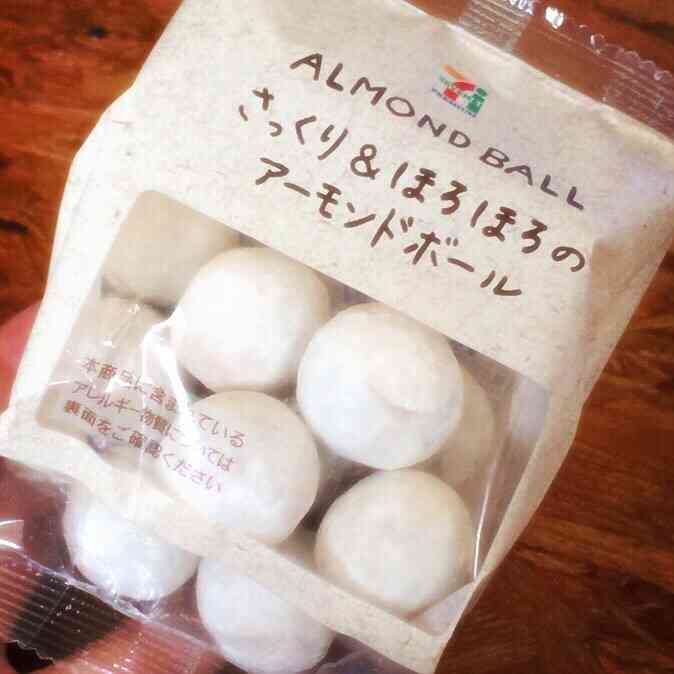 ALMOND BALL
さっくり&ほろほろの
アーモンドボール
本商品に含まれている
アレルギー物質については
裏面をご確認ください